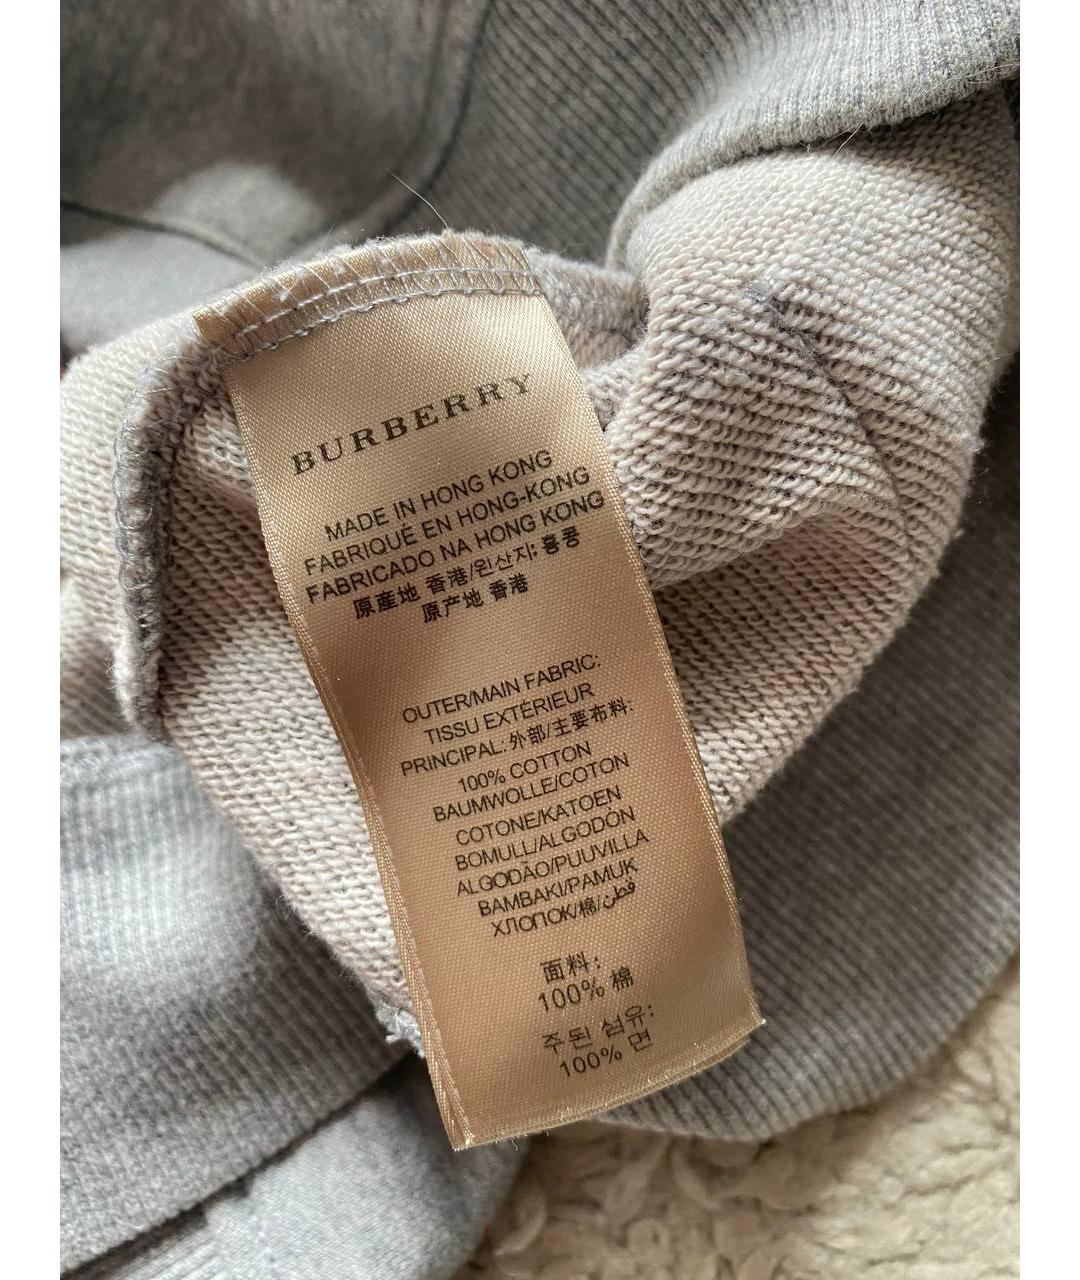 BURBERRY
MADE IN HONG KONG
FABRIQUÉ EN HONG-KONG
FABRICADO NA HONG KONG
原產地 香港/원산지: 홍콩
原产地 香港
OUTER/MAIN FABRIC:
TISSU EXTÉRIEUR
PRINCIPAL: 外部/主要布料:
100% COTTON
BAUMWOLLE/COTON
COTONE/KATOEN
BOMULL/ALGODÓN
ALGODÃO/PUUVILLA
BAMBAKI/PAMUK
ХЛОПОК/棉/قطن
面料:
100% 棉
주된 섬유:
100% 면